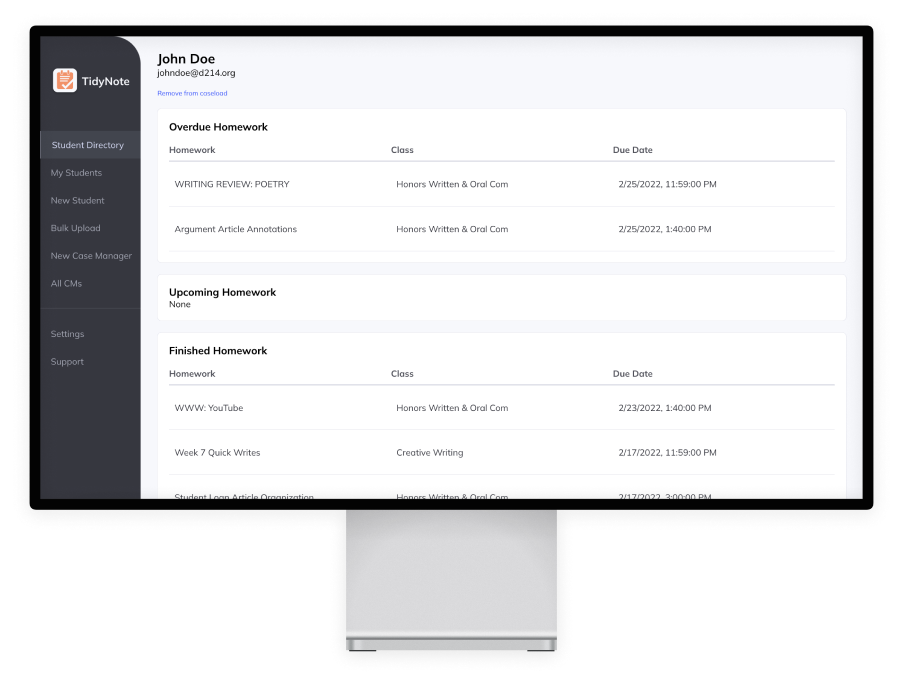 TidyNote
Student Directory
My Students
New Student
Bulk Upload
New Case Manager
All CMs
Settings
Support
John Doe
johndoe@d214.org
Remove from caseload
Overdue Homework
Homework Class Due Date
WRITING REVIEW: POETRY Honors Written & Oral Com 2/25/2022, 11:59:00 PM
Argument Article Annotations Honors Written & Oral Com 2/25/2022, 1:40:00 PM
Upcoming Homework
None
Finished Homework
Homework Class Due Date
WWW: YouTube Honors Written & Oral Com 2/23/2022, 1:40:00 PM
Week 7 Quick Writes Creative Writing 2/17/2022, 11:59:00 PM
Student Loan Article Organization Honors Written & Oral Com 2/17/2022, 3:00:00 PM